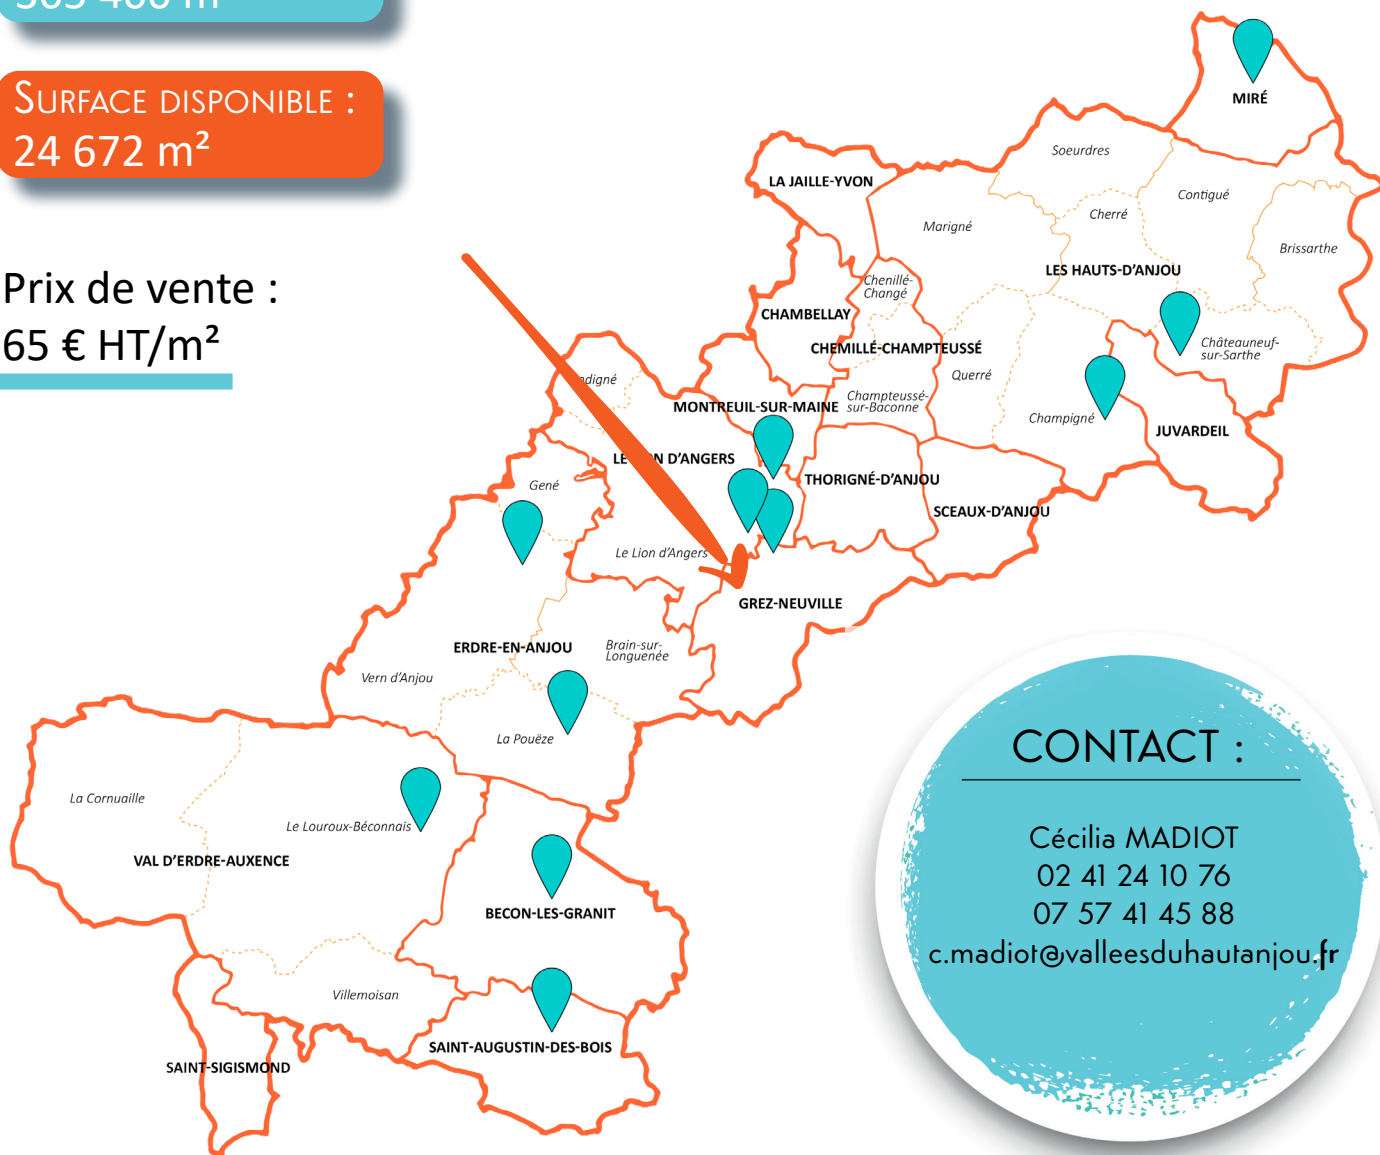 SURFACE DISPONIBLE :
24 672 m²
Prix de vente :
65 € HT/m²
MIRÉ
Soeurdres
LA JAILLE-YVON
Contigué
Cherré
Marigné
Brissarthe
LES HAUTS-D'ANJOU
Chenillé-
Changé
CHAMBELLAY
Châteauneuf-
sur-Sarthe
CHEMILLÉ-CHAMPTEUSSÉ
Querré
Champteussé-
sur-Baconne
MONTREUIL-SUR-MAINE
Champigné
JUVARDEIL
D'ANGERS
THORIGNÉ-D'ANJOU
Gené
SCEAUX-D'ANJOU
Le Lion d'Angers
GREZ-NEUVILLE
ERDRE-EN-ANJOU
Brain-sur-
Longuenée
Vern d'Anjou
La Pouëze
La Cornuaille
Le Louroux-Béconnais
VAL D'ERDRE-AUXENCE
BECON-LES-GRANIT
Villemoisan
SAINT-AUGUSTIN-DES-BOIS
SAINT-SIGISMOND
CONTACT :
Cécilia MADIOT
02 41 24 10 76
07 57 41 45 88
c.madiot@valleesduhautanjou.fr